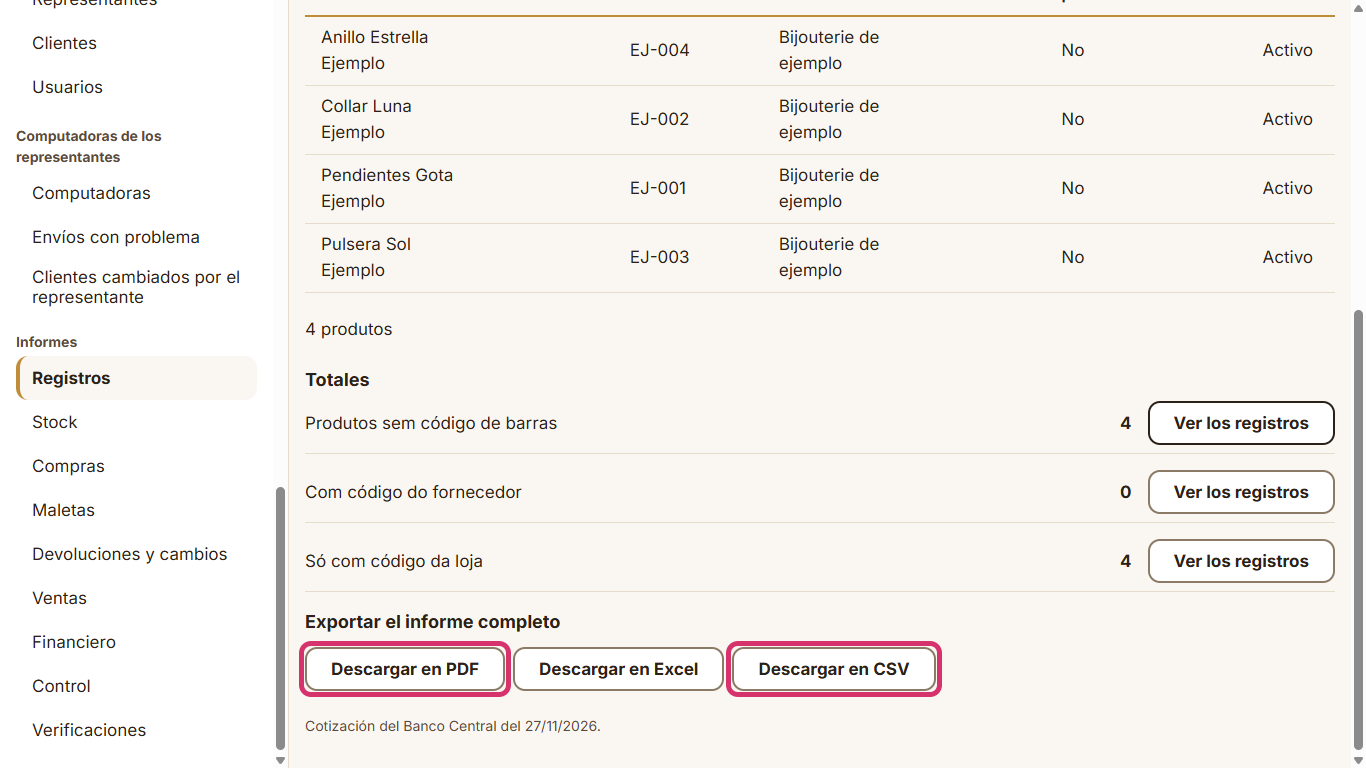 Representantes
Clientes
Usuarios
Computadoras de los
representantes
Computadoras
Envíos con problema
Clientes cambiados por el
representante
Informes
Registros
Stock
Compras
Maletas
Devoluciones y cambios
Ventas
Financiero
Control
Verificaciones
Anillo Estrella
Ejemplo
EJ-004
Bijouterie de
ejemplo
No
Activo
Collar Luna
Ejemplo
EJ-002
Bijouterie de
ejemplo
No
Activo
Pendientes Gota
Ejemplo
EJ-001
Bijouterie de
ejemplo
No
Activo
Pulsera Sol
Ejemplo
EJ-003
Bijouterie de
ejemplo
No
Activo
4 produtos
Totales
Produtos sem código de barras 4 Ver los registros
Com código do fornecedor 0 Ver los registros
Só com código da loja 4 Ver los registros
Exportar el informe completo
Descargar en PDF Descargar en Excel Descargar en CSV
Cotización del Banco Central del 27/11/2026.